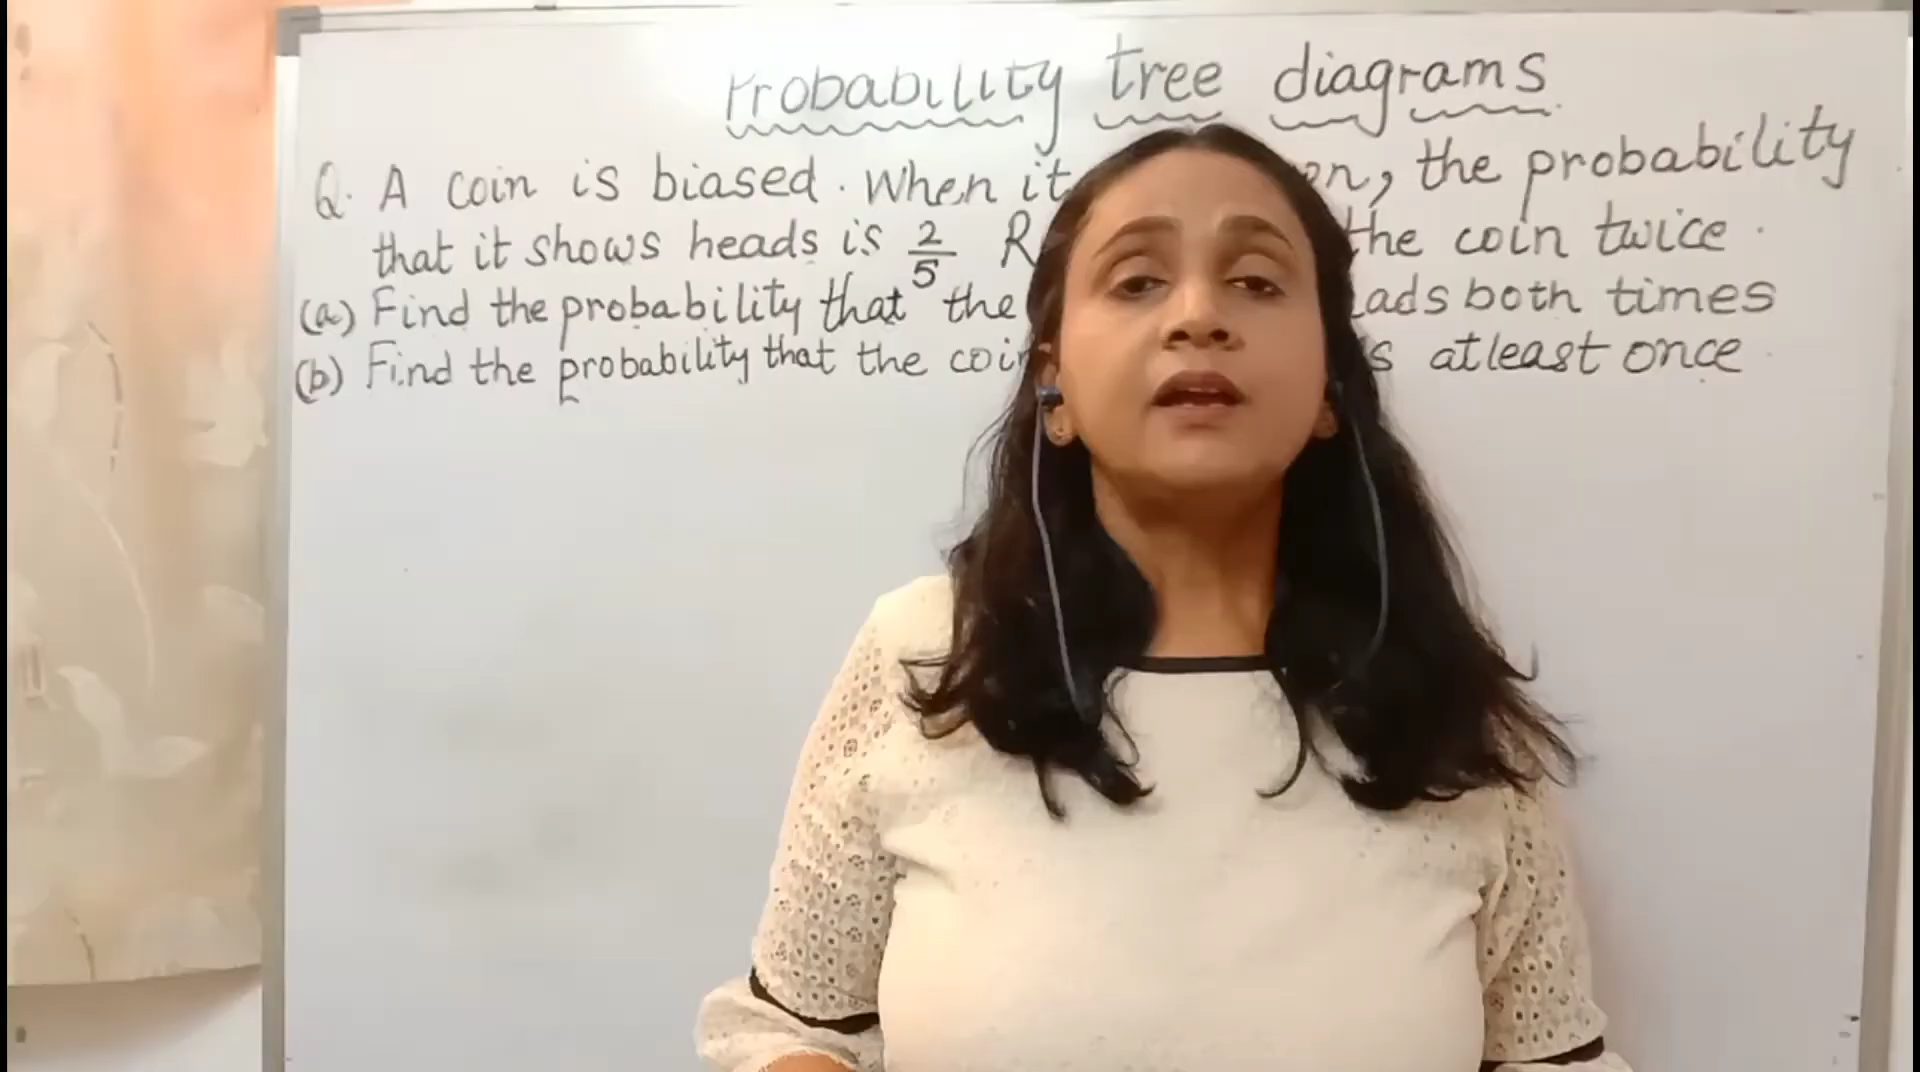 Probability tree diagrams
Q. A coin is biased. When it the probability
that it shows heads is 2/5 the coin twice.
(a) Find the probability that the both times
(b) Find the probability that the atleast once